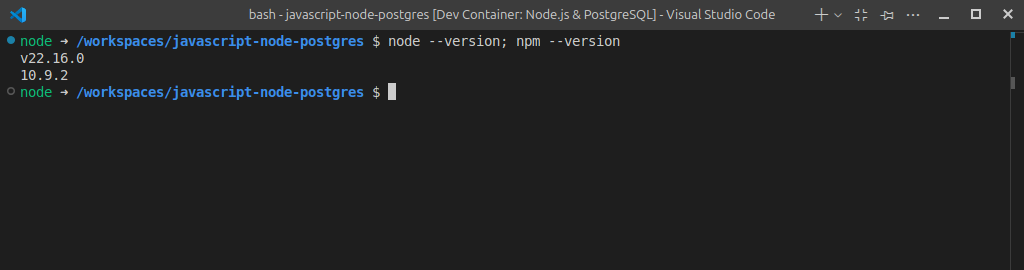 bash - javascript-node-postgres [Dev Container: Node.js & PostgreSQL] - Visual Studio Code
node ➜ /workspaces/javascript-node-postgres $ node --version; npm --version
v22.16.0
10.9.2
node ➜ /workspaces/javascript-node-postgres $